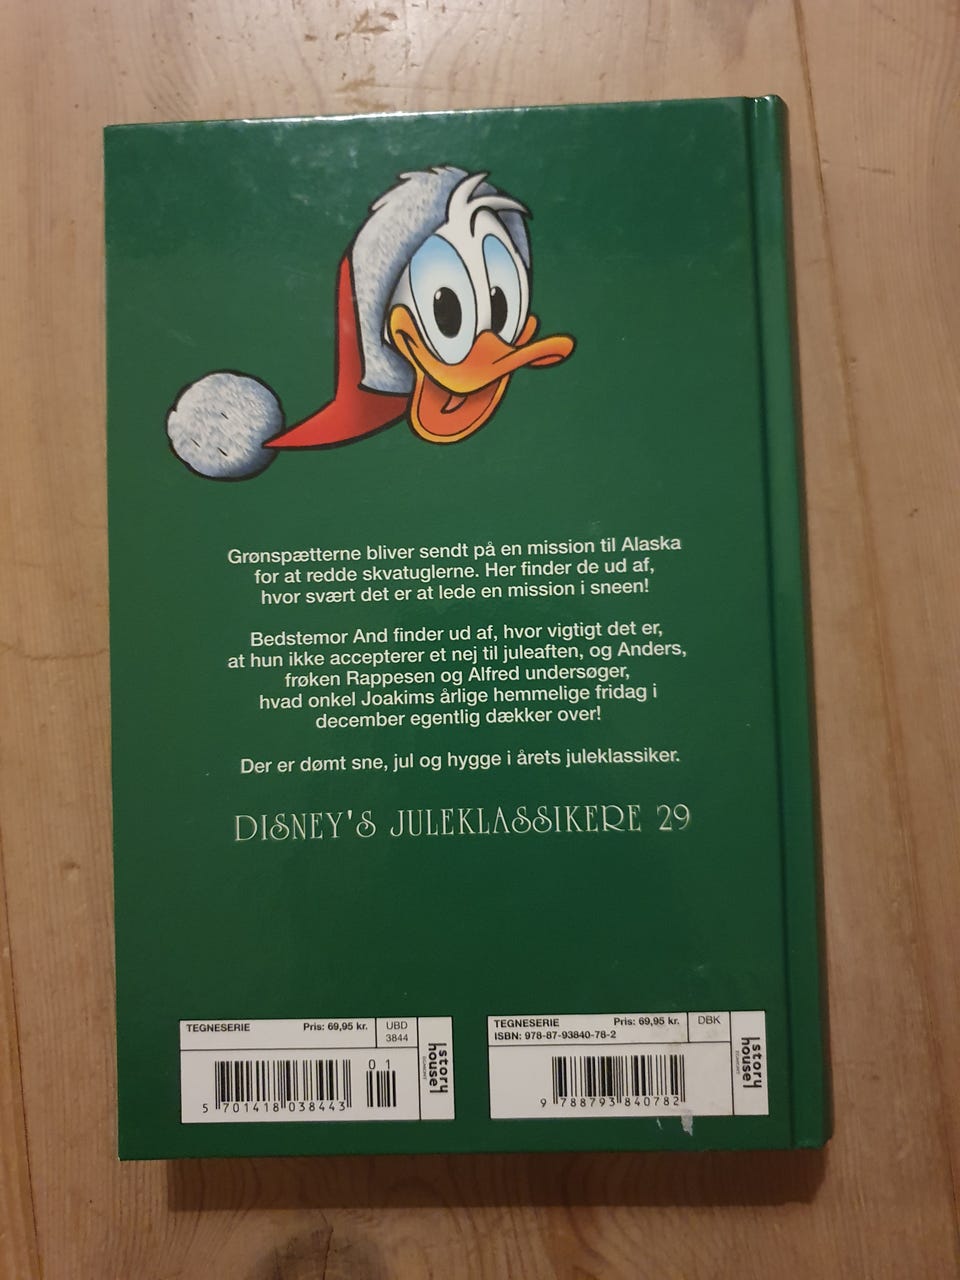 Grønspætterne bliver sendt på en mission til Alaska
for at redde skvatuglerne. Her finder de ud af,
hvor svært det er at lede en mission i sneen!
Bedstemor And finder ud af, hvor vigtigt det er,
at hun ikke accepterer et nej til juleaften, og Anders,
frøken Rappesen og Alfred undersøger,
hvad onkel Joakims årlige hemmelige fridag i
december egentlig dækker over!
Der er dømt sne, jul og hygge i årets juleklassiker.
DISNEY'S JULEKLASSIKERE 29
TEGNESERIE Pris: 69,95 kr.
UBD
3844
01
5 701418 038443
story
house
EGMONT
TEGNESERIE Pris: 69,95 kr.
ISBN: 978-87-93840-78-2
DBK
9 788793 840782
story
house
EGMONT